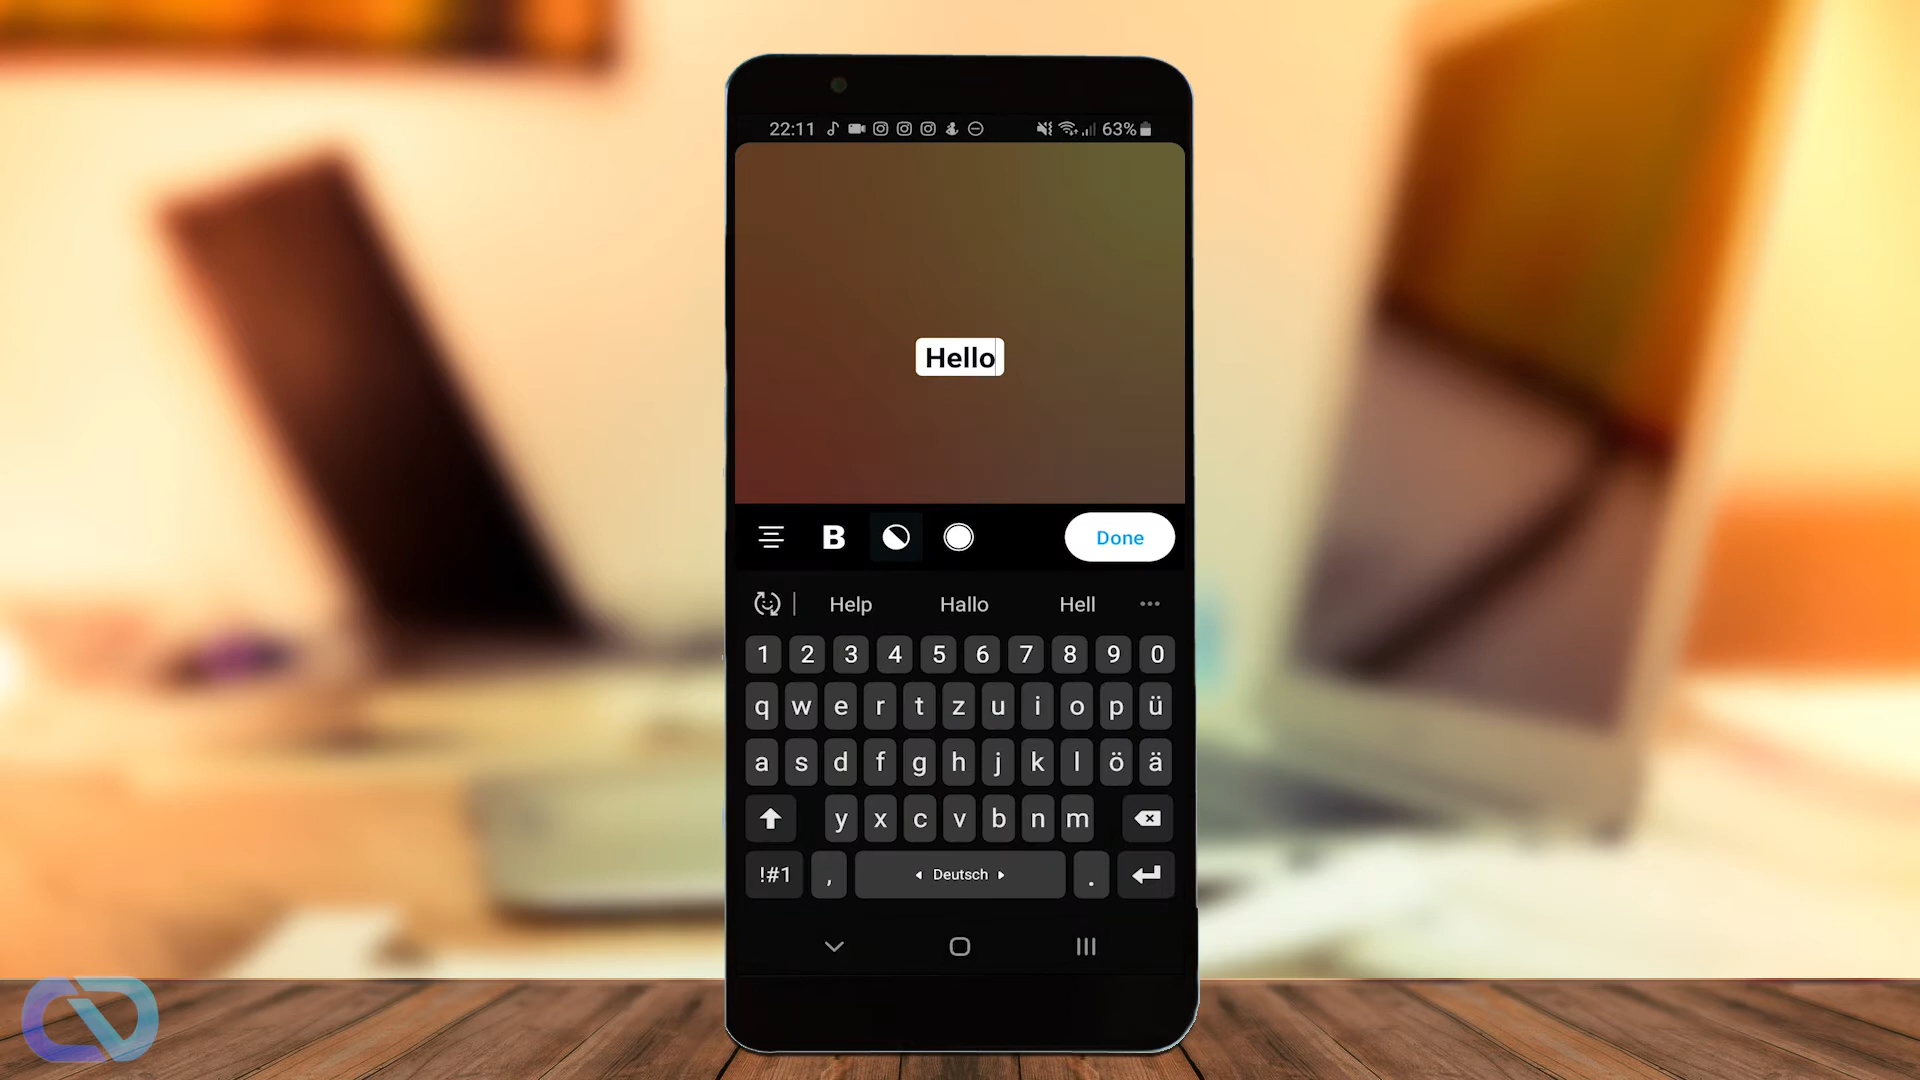 22:11 63%
Hello
B Done
Help Hallo Hell ...
1 2 3 4 5 6 7 8 9 0
q w e r t z u i o p ü
a s d f g h j k l ö ä
y x c v b n m
!#1 , Deutsch .